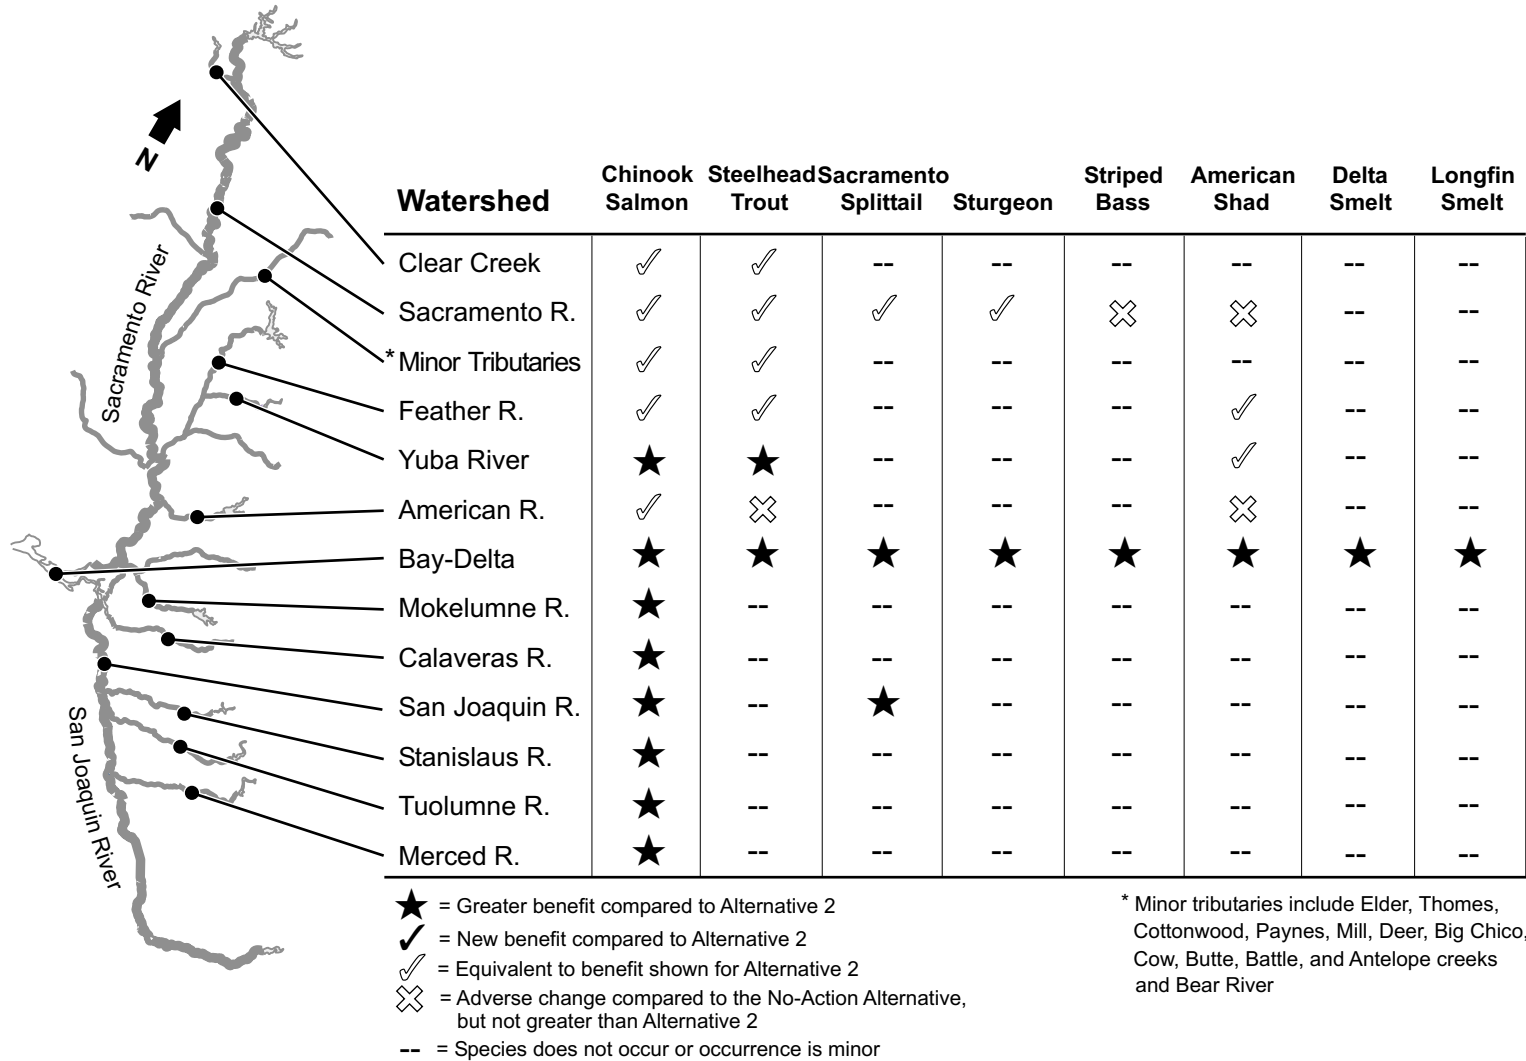 N
Sacramento River
San Joaquin River
Watershed
Chinook Salmon
Steelhead Trout
Sacramento Splittail
Sturgeon
Striped Bass
American Shad
Delta Smelt
Longfin Smelt
Clear Creek -- -- -- -- -- --
Sacramento R. -- --
* Minor Tributaries -- -- -- -- -- --
Feather R. -- -- -- -- --
Yuba River -- -- -- -- --
American R. -- -- -- -- --
Bay-Delta
Mokelumne R. -- -- -- -- -- -- --
Calaveras R. -- -- -- -- -- -- --
San Joaquin R. -- -- -- -- -- --
Stanislaus R. -- -- -- -- -- -- --
Tuolumne R. -- -- -- -- -- -- --
Merced R. -- -- -- -- -- -- --
= Greater benefit compared to Alternative 2
= New benefit compared to Alternative 2
= Equivalent to benefit shown for Alternative 2
= Adverse change compared to the No-Action Alternative,
but not greater than Alternative 2
-- = Species does not occur or occurrence is minor
* Minor tributaries include Elder, Thomes,
Cottonwood, Paynes, Mill, Deer, Big Chico,
Cow, Butte, Battle, and Antelope creeks
and Bear River